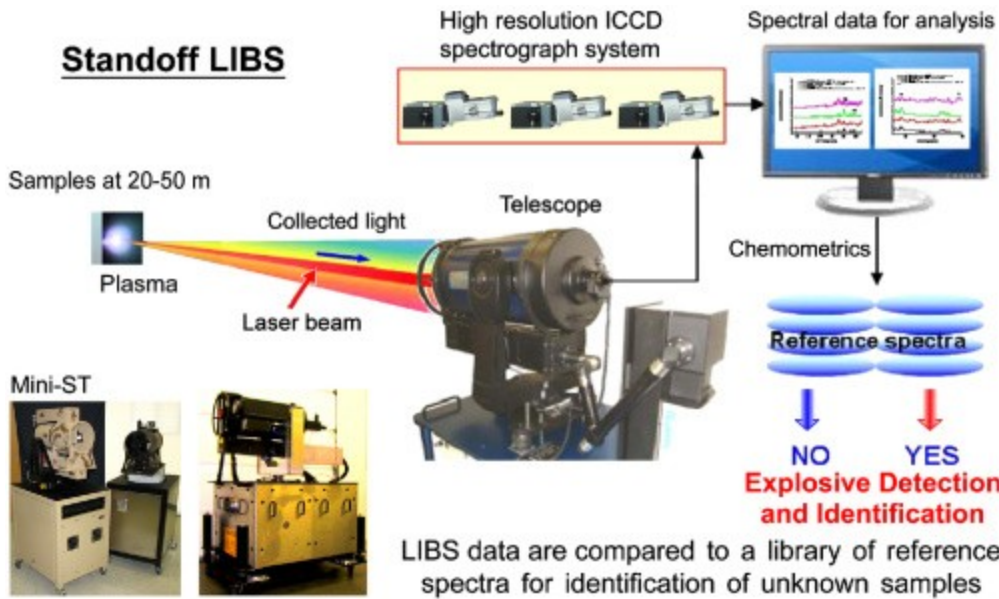 Standoff LIBS
High resolution ICCD
spectrograph system
Spectral data for analysis
Samples at 20-50 m
Collected light
Telescope
Plasma
Laser beam
Chemometrics
Reference spectra
Mini-ST
NO
YES
Explosive Detection
and Identification
LIBS data are compared to a library of reference
spectra for identification of unknown samples